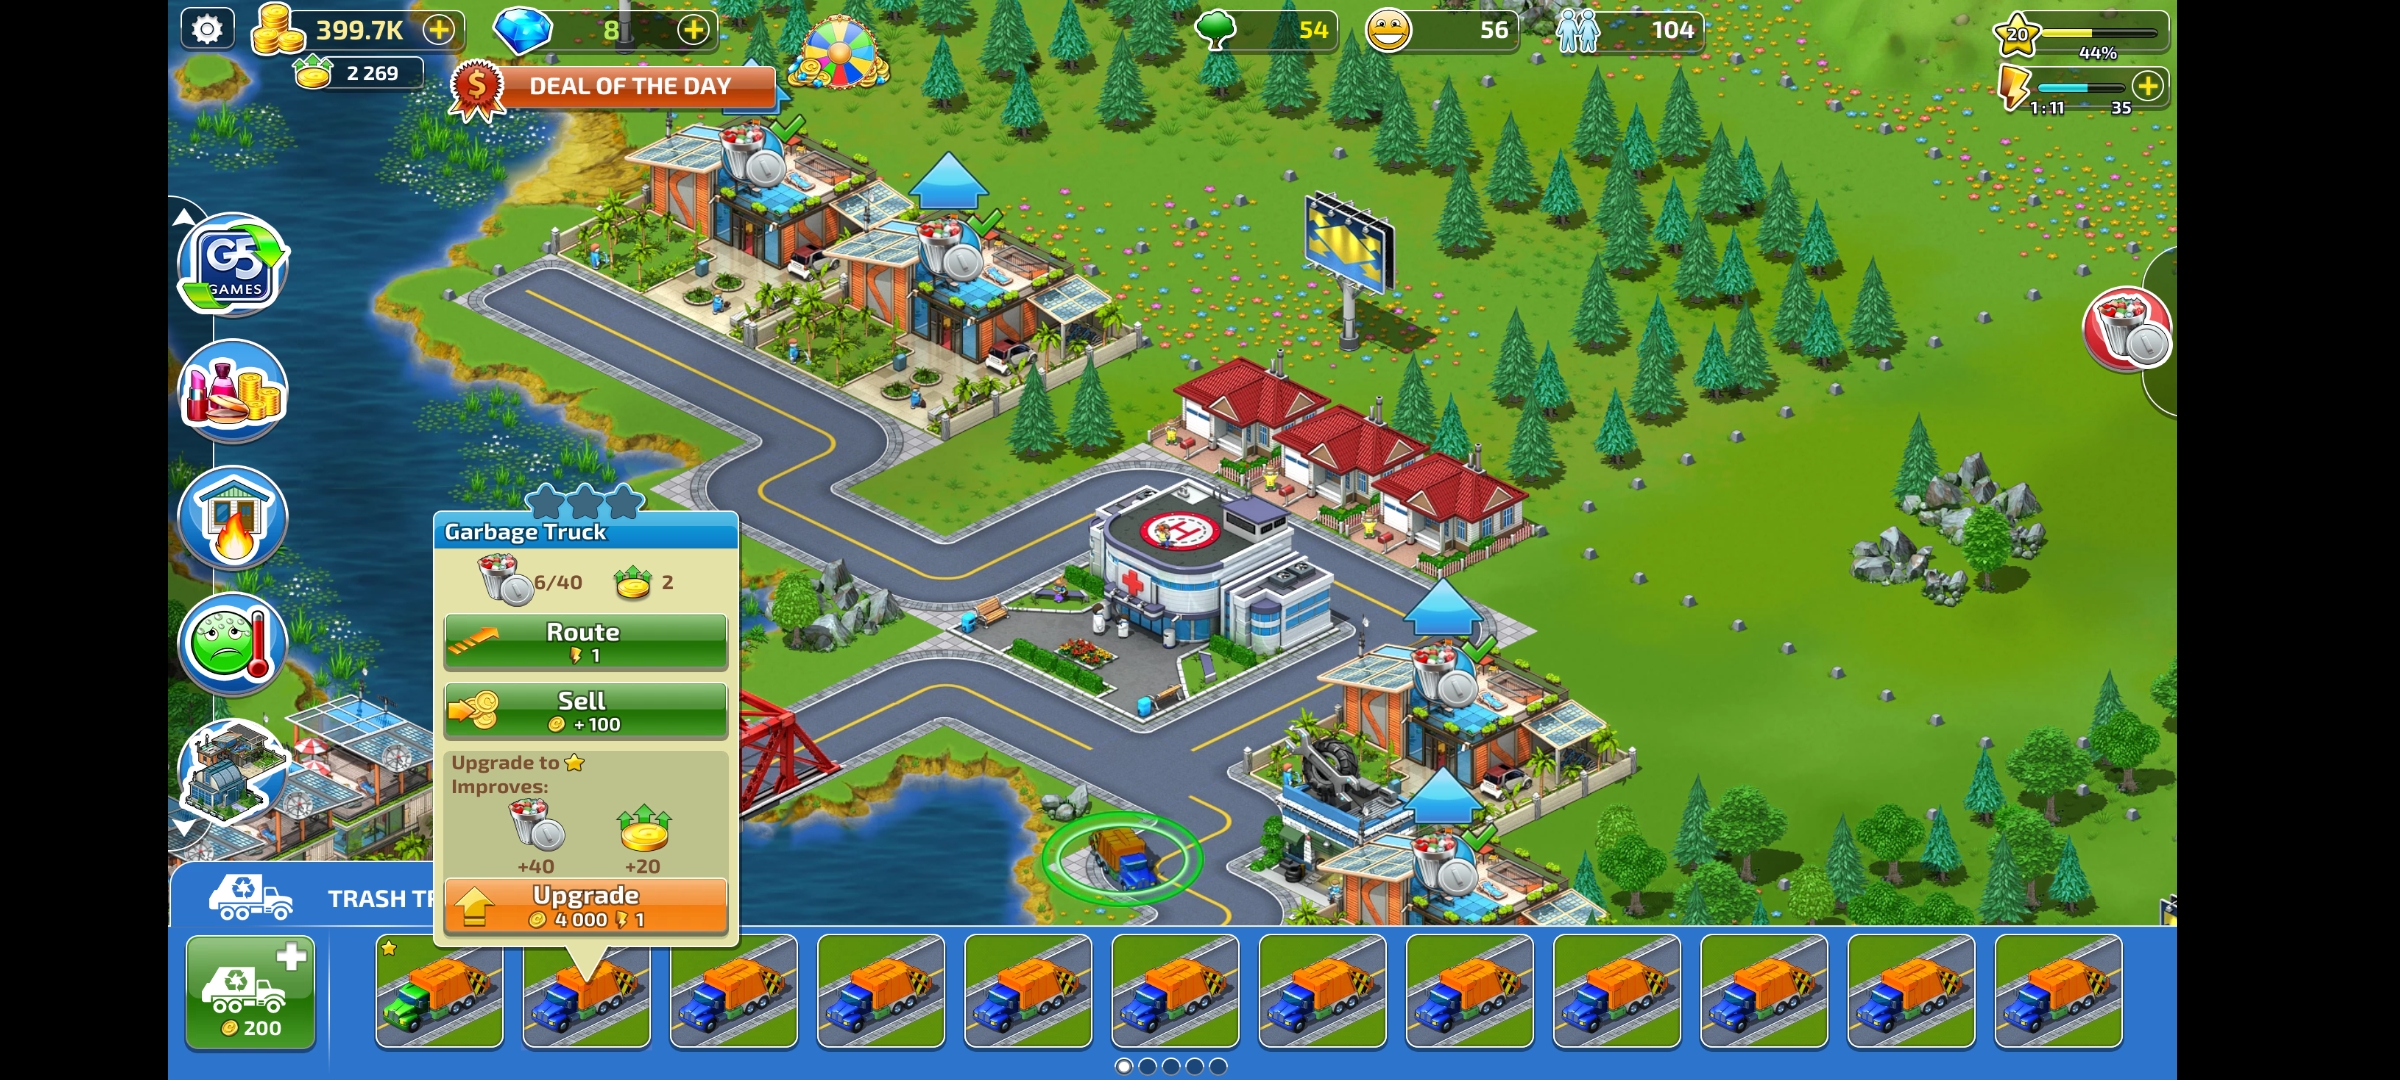 399.7K
8
54
56
104
20
44%
2 269
DEAL OF THE DAY
1:11
35
G5
GAMES
H
Garbage Truck
6/40
2
Route
1
Sell
+ 100
Upgrade to
Improves:
+40
+20
Upgrade
4 000
1
TRASH TR
200